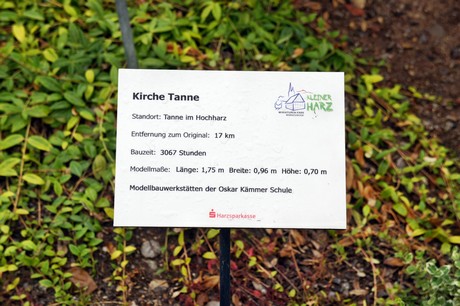 Kirche Tanne
KLEINER
HARZ
Standort: Tanne im Hochharz
Entfernung zum Original: 17 km
Bauzeit: 3067 Stunden
Modellmaße: Länge: 1,75 m Breite: 0,96 m Höhe: 0,70 m
Modellbauwerkstätten der Oskar Kämmer Schule
Harzsparkasse